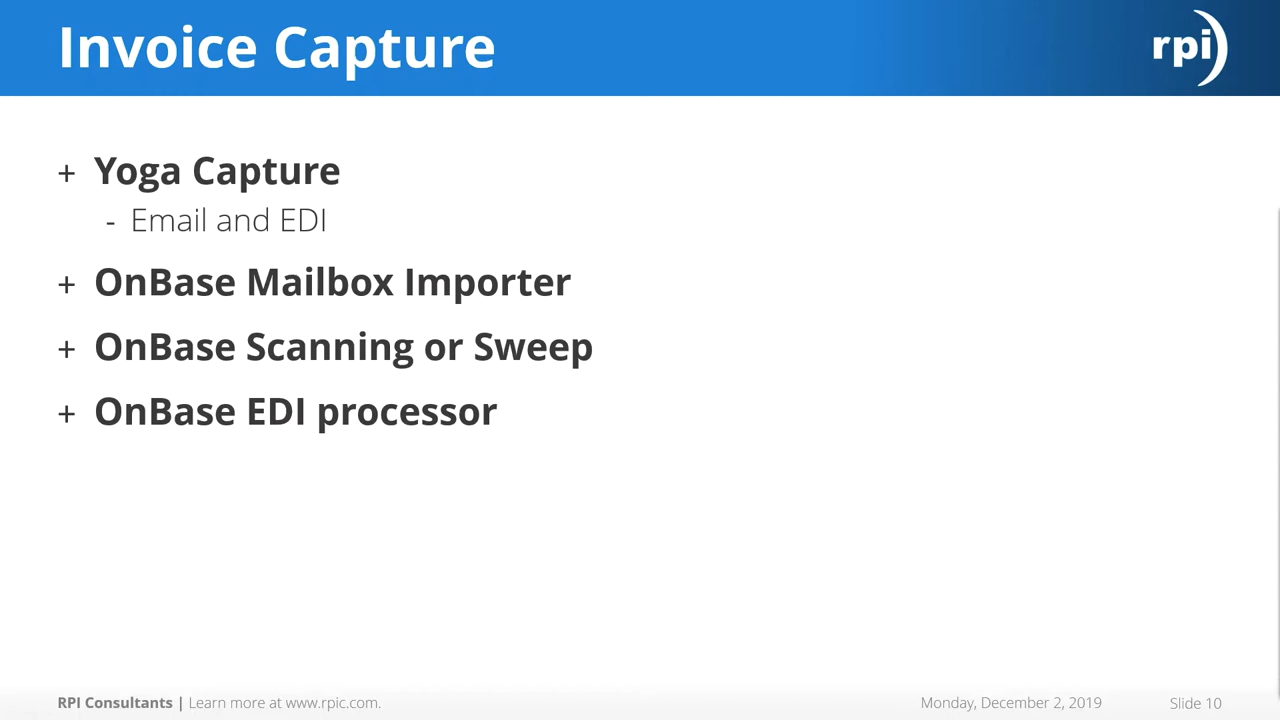 Invoice Capture
rpi
+ Yoga Capture
- Email and EDI
+ OnBase Mailbox Importer
+ OnBase Scanning or Sweep
+ OnBase EDI processor
RPI Consultants | Learn more at www.rpic.com. Monday, December 2, 2019 Slide 10